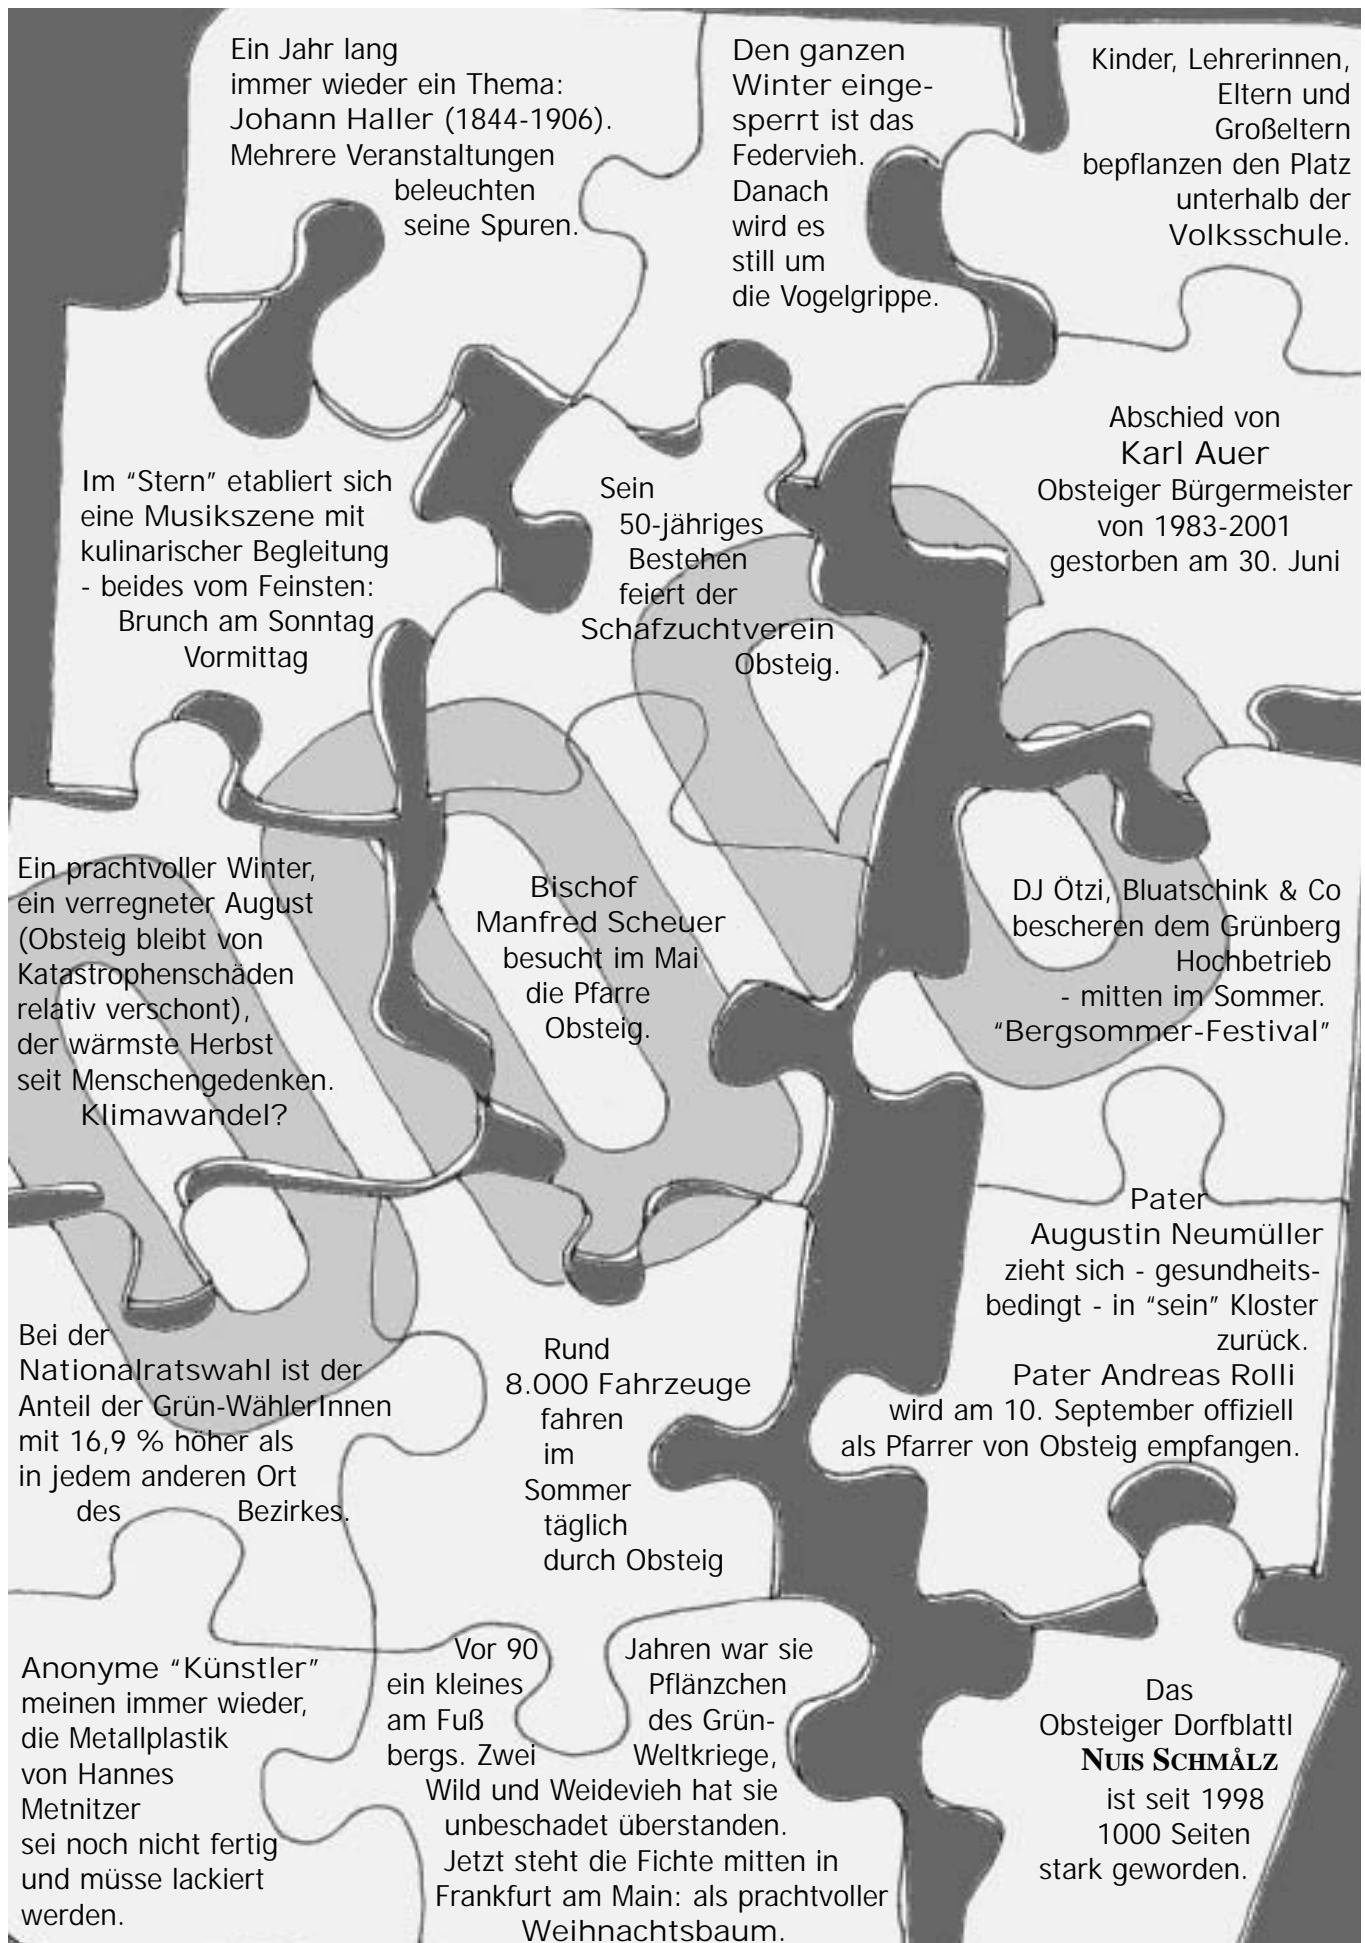 Ein Jahr lang
immer wieder ein Thema:
Johann Haller (1844-1906).
Mehrere Veranstaltungen
beleuchten
seine Spuren.
Den ganzen
Winter einge-
sperrt ist das
Federvieh.
Danach
wird es
still um
die Vogelgrippe.
Kinder, Lehrerinnen,
Eltern und
Großeltern
bepflanzen den Platz
unterhalb der
Volksschule.
Im “Stern” etabliert sich
eine Musikszene mit
kulinarischer Begleitung
- beides vom Feinsten:
Brunch am Sonntag
Vormittag
Sein
50-jähriges
Bestehen
feiert der
Schafzuchtverein
Obsteig.
Abschied von
Karl Auer
Obsteiger Bürgermeister
von 1983-2001
gestorben am 30. Juni
Ein prachtvoller Winter,
ein verregneter August
(Obsteig bleibt von
Katastrophenschäden
relativ verschont),
der wärmste Herbst
seit Menschengedenken.
Klimawandel?
Bischof
Manfred Scheuer
besucht im Mai
die Pfarre
Obsteig.
DJ Ötzi, Bluatschink & Co
bescheren dem Grünberg
Hochbetrieb
- mitten im Sommer.
“Bergsommer-Festival”
Bei der
Nationalratswahl ist der
Anteil der Grün-WählerInnen
mit 16,9 % höher als
in jedem anderen Ort
des Bezirkes.
Rund
8.000 Fahrzeuge
fahren
im
Sommer
täglich
durch Obsteig
Pater
Augustin Neumüller
zieht sich - gesundheits-
bedingt - in “sein” Kloster
zurück.
Pater Andreas Rolli
wird am 10. September offiziell
als Pfarrer von Obsteig empfangen.
Anonyme “Künstler”
meinen immer wieder,
die Metallplastik
von Hannes
Metnitzer
sei noch nicht fertig
und müsse lackiert
werden.
Vor 90 Jahren war sie
ein kleines Pflänzchen
am Fuß des Grün-
bergs. Zwei Weltkriege,
Wild und Weidevieh hat sie
unbeschadet überstanden.
Jetzt steht die Fichte mitten in
Frankfurt am Main: als prachtvoller
Weihnachtsbaum.
Das
Obsteiger Dorfblattl
NUIS SCHMÅLZ
ist seit 1998
1000 Seiten
stark geworden.